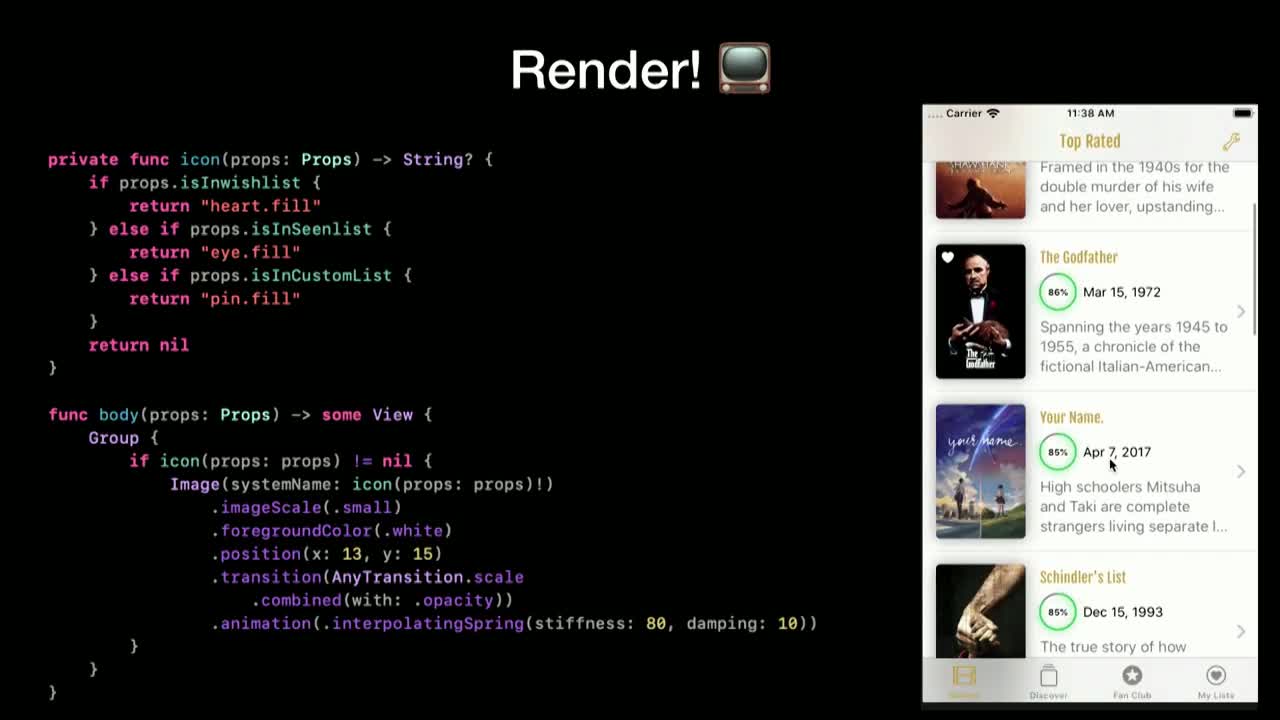 Render! 📺
private func icon(props: Props) -> String? {
    if props.isInwishlist {
        return "heart.fill"
    } else if props.isInSeenlist {
        return "eye.fill"
    } else if props.isInCustomList {
        return "pin.fill"
    }
    return nil
}
func body(props: Props) -> some View {
    Group {
        if icon(props: props) != nil {
            Image(systemName: icon(props: props)!)
                .imageScale(.small)
                .foregroundColor(.white)
                .position(x: 13, y: 15)
                .transition(AnyTransition.scale
                    .combined(with: .opacity))
                .animation(.interpolatingSpring(stiffness: 80, damping: 10))
        }
    }
}
Carrier 11:38 AM
Top Rated
Framed in the 1940s for the
double murder of his wife
and her lover, upstanding...
The Godfather
86% Mar 15, 1972
Spanning the years 1945 to
1955, a chronicle of the
fictional Italian-American...
The
Godfather
Your Name.
your name.
85% Apr 7, 2017
High schoolers Mitsuha
and Taki are complete
strangers living separate l...
Schindler's List
85% Dec 15, 1993
The true story of how
Discover Fan Club My Lists